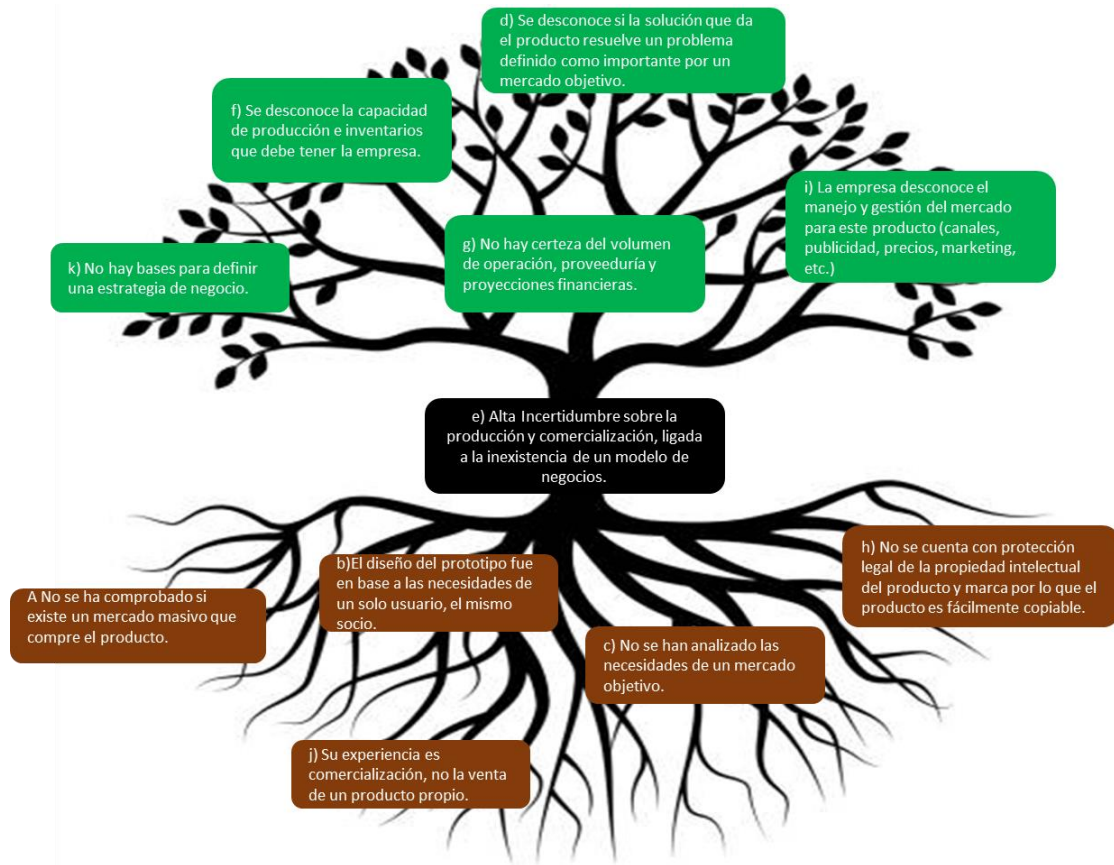 d) Se desconoce si la solución que da
el producto resuelve un problema
definido como importante por un
mercado objetivo.
f) Se desconoce la capacidad
de producción e inventarios
que debe tener la empresa.
i) La empresa desconoce el
manejo y gestión del mercado
para este producto (canales,
publicidad, precios, marketing,
etc.)
k) No hay bases para definir
una estrategia de negocio.
g) No hay certeza del volumen
de operación, proveeduría y
proyecciones financieras.
e) Alta Incertidumbre sobre la
producción y comercialización, ligada
a la inexistencia de un modelo de
negocios.
A No se ha comprobado si
existe un mercado masivo que
compre el producto.
b)El diseño del prototipo fue
en base a las necesidades de
un solo usuario, el mismo
socio.
h) No se cuenta con protección
legal de la propiedad intelectual
del producto y marca por lo que el
producto es fácilmente copiable.
c) No se han analizado las
necesidades de un mercado
objetivo.
j) Su experiencia es
comercialización, no la venta
de un producto propio.